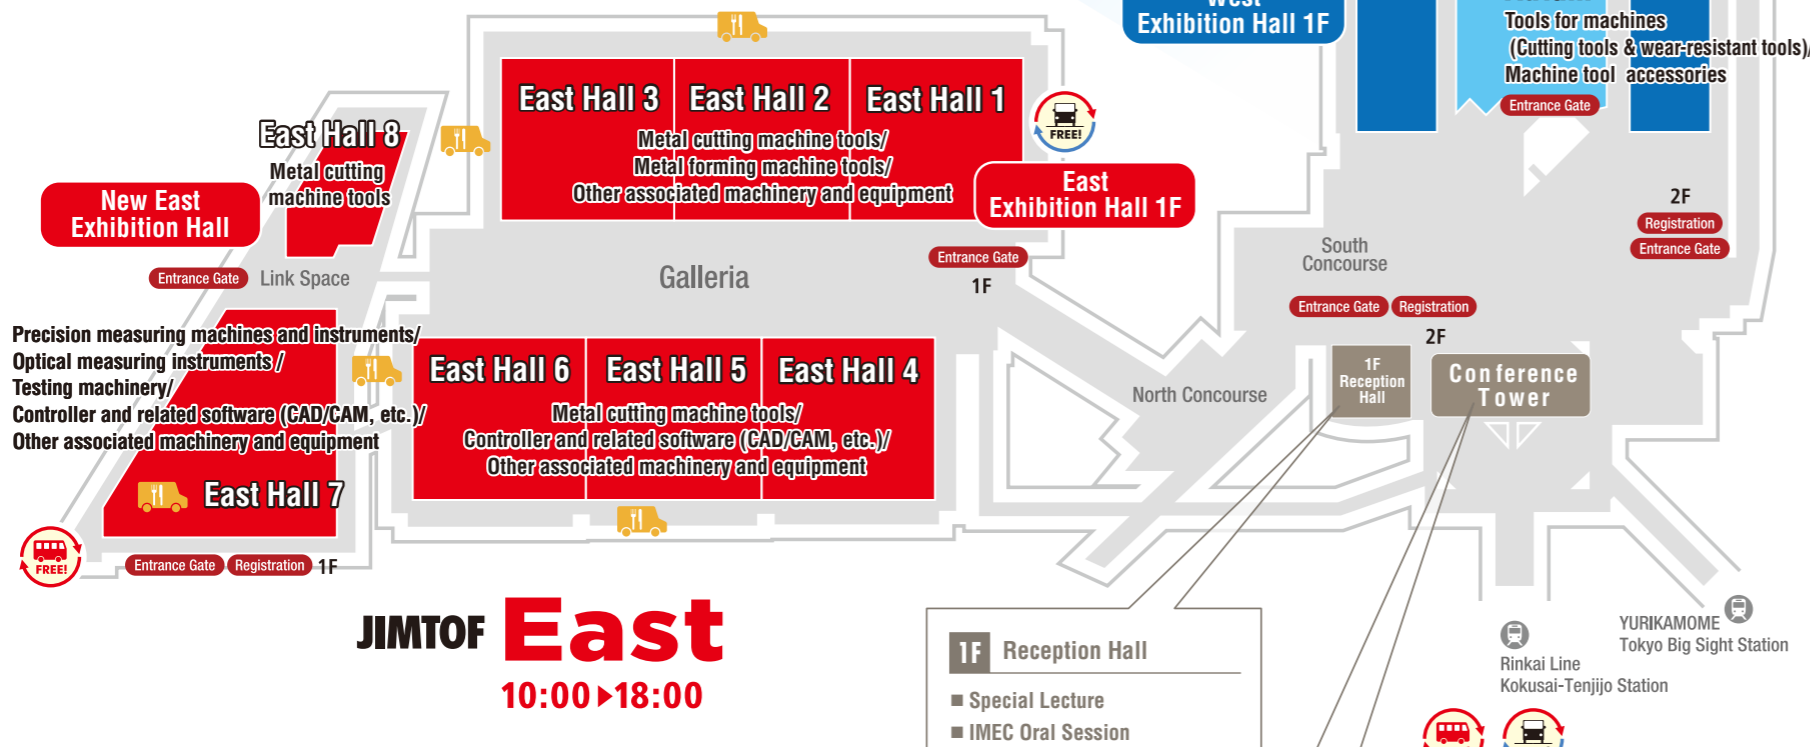 West
Exhibition Hall 1F
Tools for machines
(Cutting tools & wear-resistant tools)/
Machine tool accessories
Entrance Gate
East Hall 3
East Hall 2
East Hall 1
Metal cutting machine tools/
Metal forming machine tools/
Other associated machinery and equipment
FREE!
East
Exhibition Hall 1F
East Hall 8
Metal cutting
machine tools
New East
Exhibition Hall
Entrance Gate
Link Space
Galleria
Entrance Gate
1F
South
Concourse
2F
Registration
Entrance Gate
Entrance Gate
Registration
2F
Precision measuring machines and instruments/
Optical measuring instruments /
Testing machinery/
Controller and related software (CAD/CAM, etc.)/
Other associated machinery and equipment
East Hall 7
East Hall 6
East Hall 5
East Hall 4
Metal cutting machine tools/
Controller and related software (CAD/CAM, etc.)/
Other associated machinery and equipment
North Concourse
1F
Reception
Hall
Conference
Tower
FREE!
Entrance Gate
Registration
1F
JIMTOF East
10:00▶18:00
1F Reception Hall
■ Special Lecture
■ IMEC Oral Session
YURIKAMOME
Tokyo Big Sight Station
Rinkai Line
Kokusai-Tenjijo Station